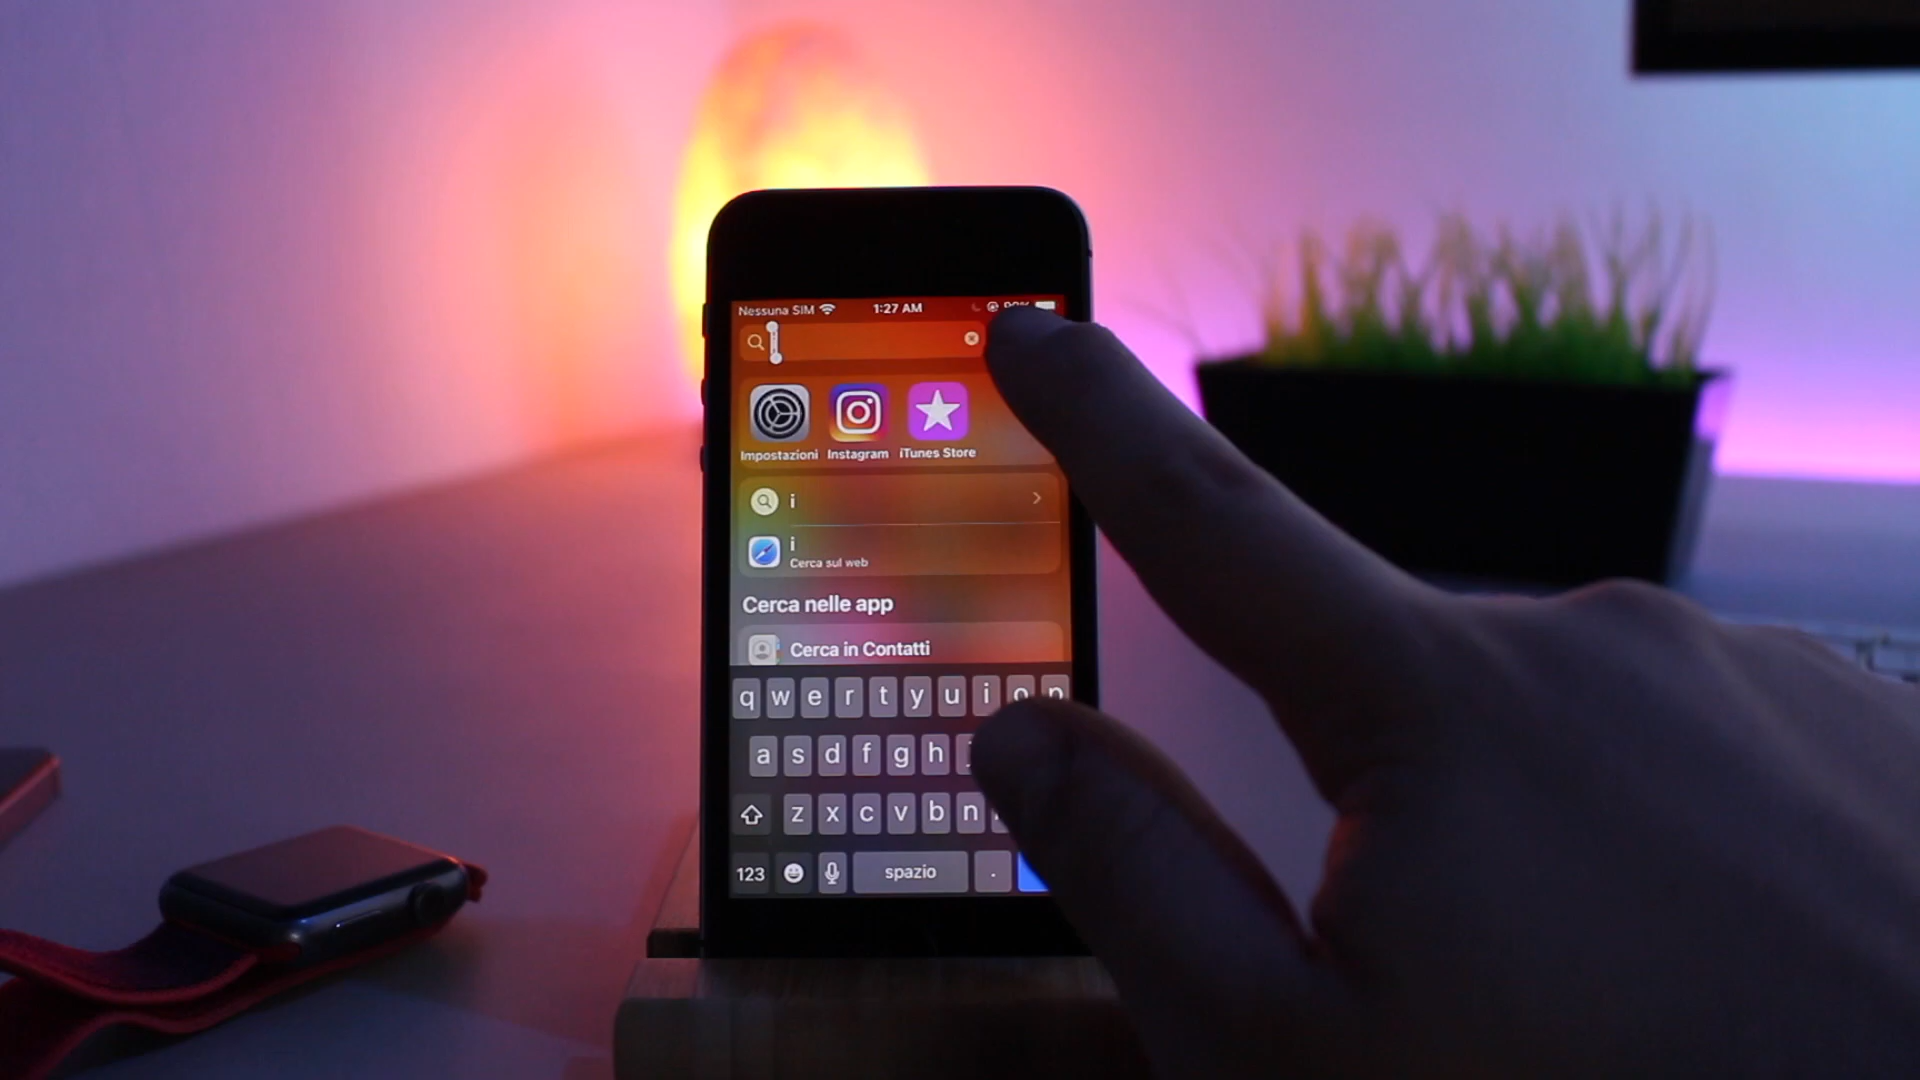 Nessuna SIM 1:27 AM 90%
Impostazioni Instagram iTunes Store
i
i
Cerca sul web
Cerca nelle app
Cerca in Contatti
q w e r t y u i o p
a s d f g h j
z x c v b n
123 spazio .